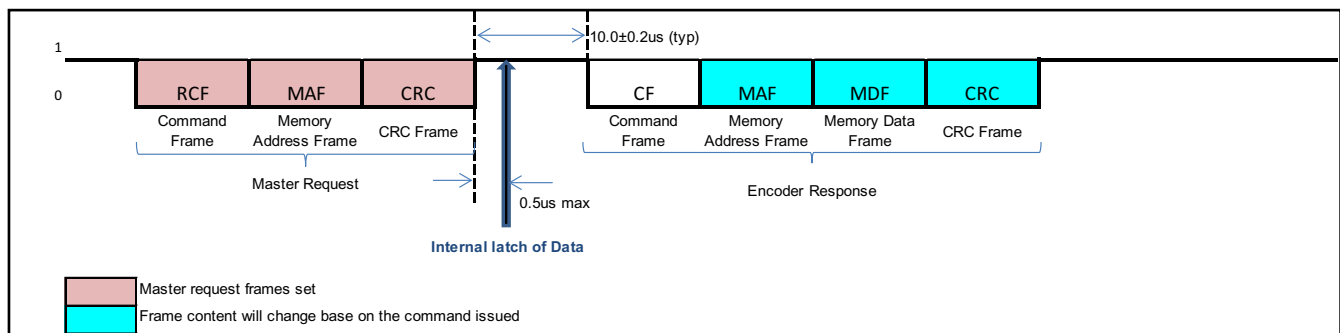 10.0±0.2us (typ)
1
0
RCF
MAF
CRC
CF
MAF
MDF
CRC
Command
Frame
Memory
Address Frame
CRC Frame
Command
Frame
Memory
Address Frame
Memory Data
Frame
CRC Frame
Master Request
Encoder Response
0.5us max
Internal latch of Data
Master request frames set
Frame content will change base on the command issued